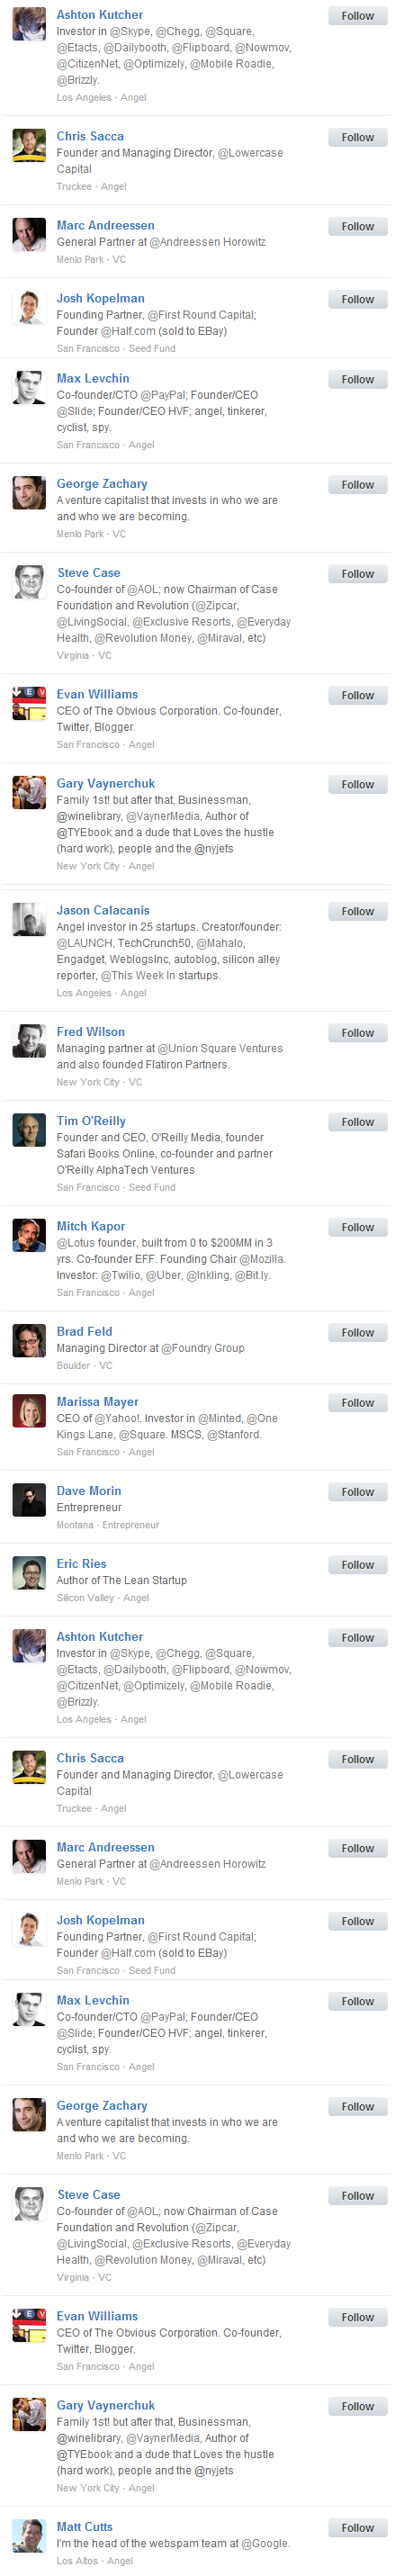 Ashton Kutcher
Follow
Investor in @Skype, @Chegg, @Square,
@Etacts, @Dailybooth, @Flipboard, @Nowmov,
@CitizenNet, @Optimizely, @Mobile Roadie,
@Brizzly.
Los Angeles · Angel
Chris Sacca
Follow
Founder and Managing Director, @Lowercase
Capital
Truckee · Angel
Marc Andreessen
Follow
General Partner at @Andreessen Horowitz
Menlo Park · VC
Josh Kopelman
Follow
Founding Partner, @First Round Capital;
Founder @Half.com (sold to EBay)
San Francisco · Seed Fund
Max Levchin
Follow
Co-founder/CTO @PayPal; Founder/CEO
@Slide; Founder/CEO HVF; angel, tinkerer,
cyclist, spy.
San Francisco · Angel
George Zachary
Follow
A venture capitalist that invests in who we are
and who we are becoming.
Menlo Park · VC
Steve Case
Follow
Co-founder of @AOL; now Chairman of Case
Foundation and Revolution (@Zipcar,
@LivingSocial, @Exclusive Resorts, @Everyday
Health, @Revolution Money, @Miraval, etc)
Virginia · VC
Evan Williams
Follow
CEO of The Obvious Corporation. Co-founder,
Twitter, Blogger.
San Francisco · Angel
Gary Vaynerchuk
Follow
Family 1st! but after that, Businessman,
@winelibrary, @VaynerMedia, Author of
@TYEbook and a dude that Loves the hustle
(hard work), people and the @nyjets
New York City · Angel
Jason Calacanis
Follow
Angel investor in 25 startups. Creator/founder:
@LAUNCH, TechCrunch50, @Mahalo,
Engadget, WeblogsInc, autoblog, silicon alley
reporter, @This Week In startups.
Los Angeles · Angel
Fred Wilson
Follow
Managing partner at @Union Square Ventures
and also founded Flatiron Partners.
New York City · VC
Tim O'Reilly
Follow
Founder and CEO, O'Reilly Media, founder
Safari Books Online, co-founder and partner
O'Reilly AlphaTech Ventures
San Francisco · Seed Fund
Mitch Kapor
Follow
@Lotus founder, built from 0 to $200MM in 3
yrs. Co-founder EFF. Founding Chair @Mozilla.
Investor: @Twilio, @Uber, @Inkling, @Bit.ly.
San Francisco · Angel
Brad Feld
Follow
Managing Director at @Foundry Group
Boulder · VC
Marissa Mayer
Follow
CEO of @Yahoo!. Investor in @Minted, @One
Kings Lane, @Square. MSCS, @Stanford.
San Francisco · Angel
Dave Morin
Follow
Entrepreneur
Montana · Entrepreneur
Eric Ries
Follow
Author of The Lean Startup
Silicon Valley · Angel
Ashton Kutcher
Follow
Investor in @Skype, @Chegg, @Square,
@Etacts, @Dailybooth, @Flipboard, @Nowmov,
@CitizenNet, @Optimizely, @Mobile Roadie,
@Brizzly.
Los Angeles · Angel
Chris Sacca
Follow
Founder and Managing Director, @Lowercase
Capital
Truckee · Angel
Marc Andreessen
Follow
General Partner at @Andreessen Horowitz
Menlo Park · VC
Josh Kopelman
Follow
Founding Partner, @First Round Capital;
Founder @Half.com (sold to EBay)
San Francisco · Seed Fund
Max Levchin
Follow
Co-founder/CTO @PayPal; Founder/CEO
@Slide; Founder/CEO HVF; angel, tinkerer,
cyclist, spy.
San Francisco · Angel
George Zachary
Follow
A venture capitalist that invests in who we are
and who we are becoming.
Menlo Park · VC
Steve Case
Follow
Co-founder of @AOL; now Chairman of Case
Foundation and Revolution (@Zipcar,
@LivingSocial, @Exclusive Resorts, @Everyday
Health, @Revolution Money, @Miraval, etc)
Virginia · VC
Evan Williams
Follow
CEO of The Obvious Corporation. Co-founder,
Twitter, Blogger.
San Francisco · Angel
Gary Vaynerchuk
Follow
Family 1st! but after that, Businessman,
@winelibrary, @VaynerMedia, Author of
@TYEbook and a dude that Loves the hustle
(hard work), people and the @nyjets
New York City · Angel
Matt Cutts
Follow
I'm the head of the webspam team at @Google.
Los Altos · Angel